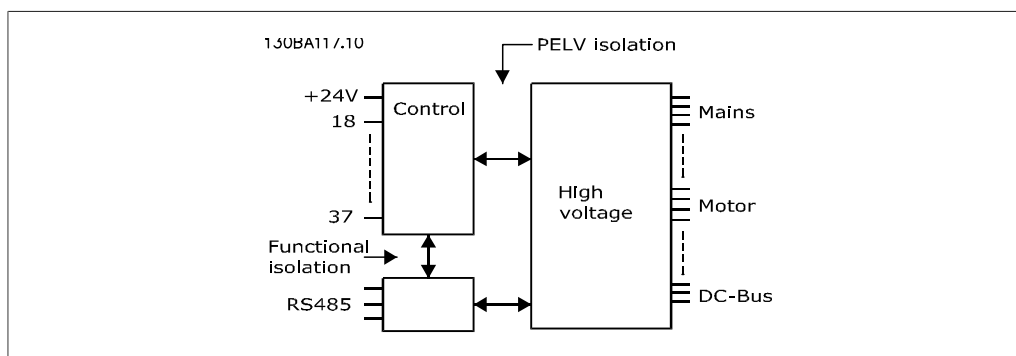 130BA117.10
PELV isolation
+24V
Control
18
Mains
High
voltage
37
Motor
Functional
isolation
RS485
DC-Bus